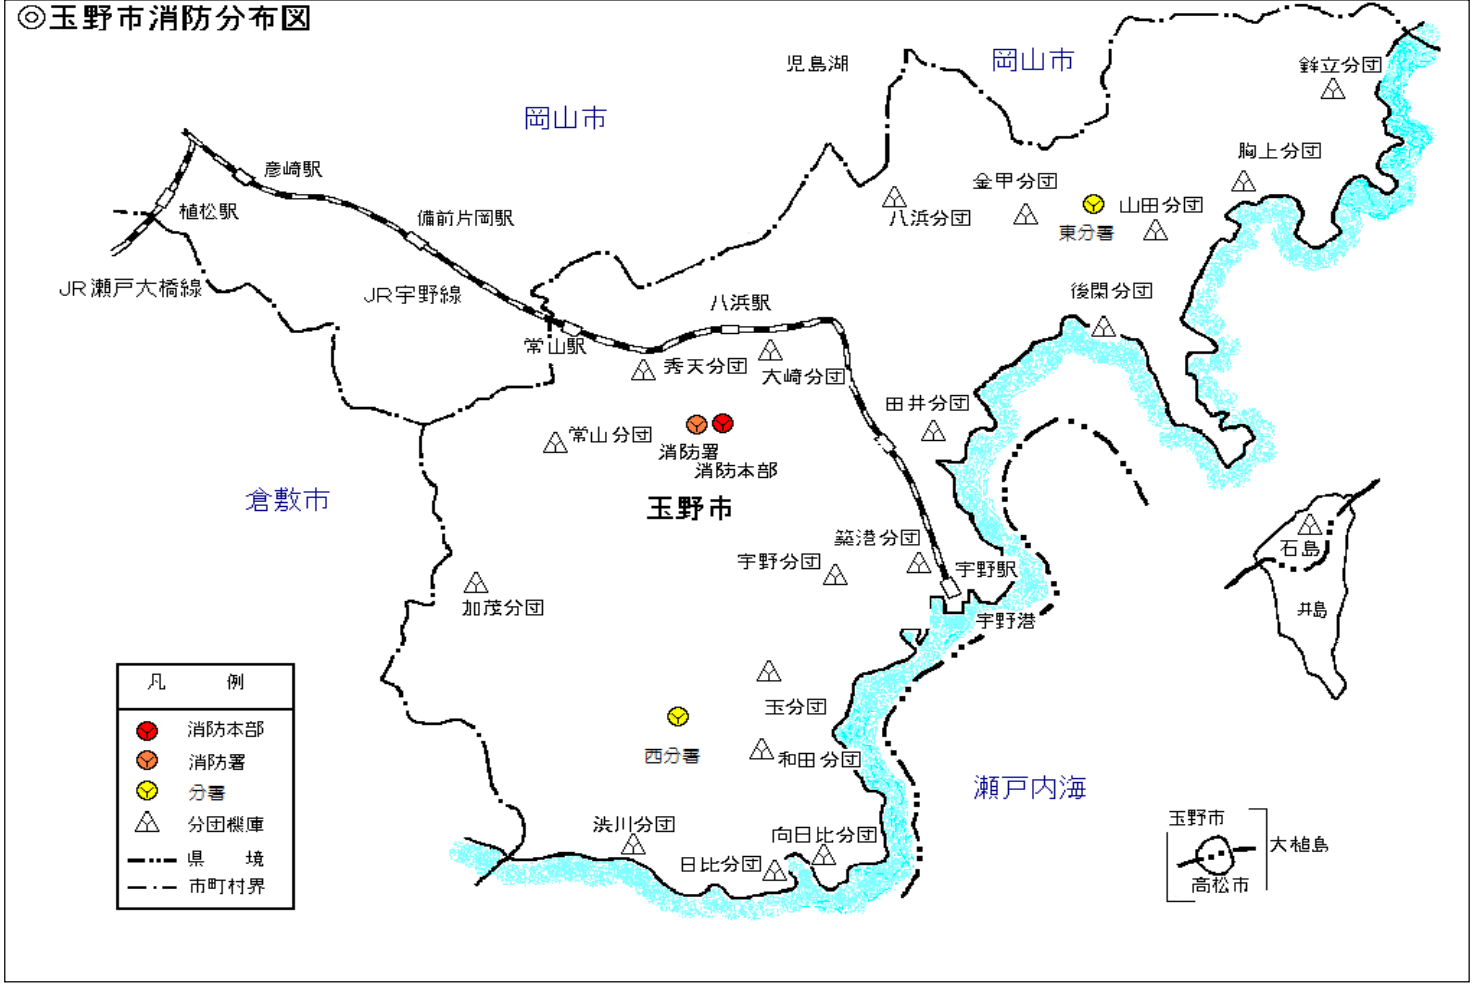 ◎玉野市消防分布図
児島湖
岡山市
鉾立分団
岡山市
胸上分団
彦崎駅
金甲分団
植松駅
備前片岡駅
八浜分団
東分署
山田分団
JR瀬戸大橋線
JR宇野線
八浜駅
後閑分団
常山駅
秀天分団
大崎分団
田井分団
常山分団
消防署
消防本部
倉敷市
玉野市
築港分団
宇野分団
宇野駅
石島
加茂分団
井島
宇野港
玉分団
西分署
和田分団
瀬戸内海
渋川分団
向日比分団
日比分団
玉野市
大槌島
高松市
凡 例
消防本部
消防署
分署
分団機庫
県 境
市町村界